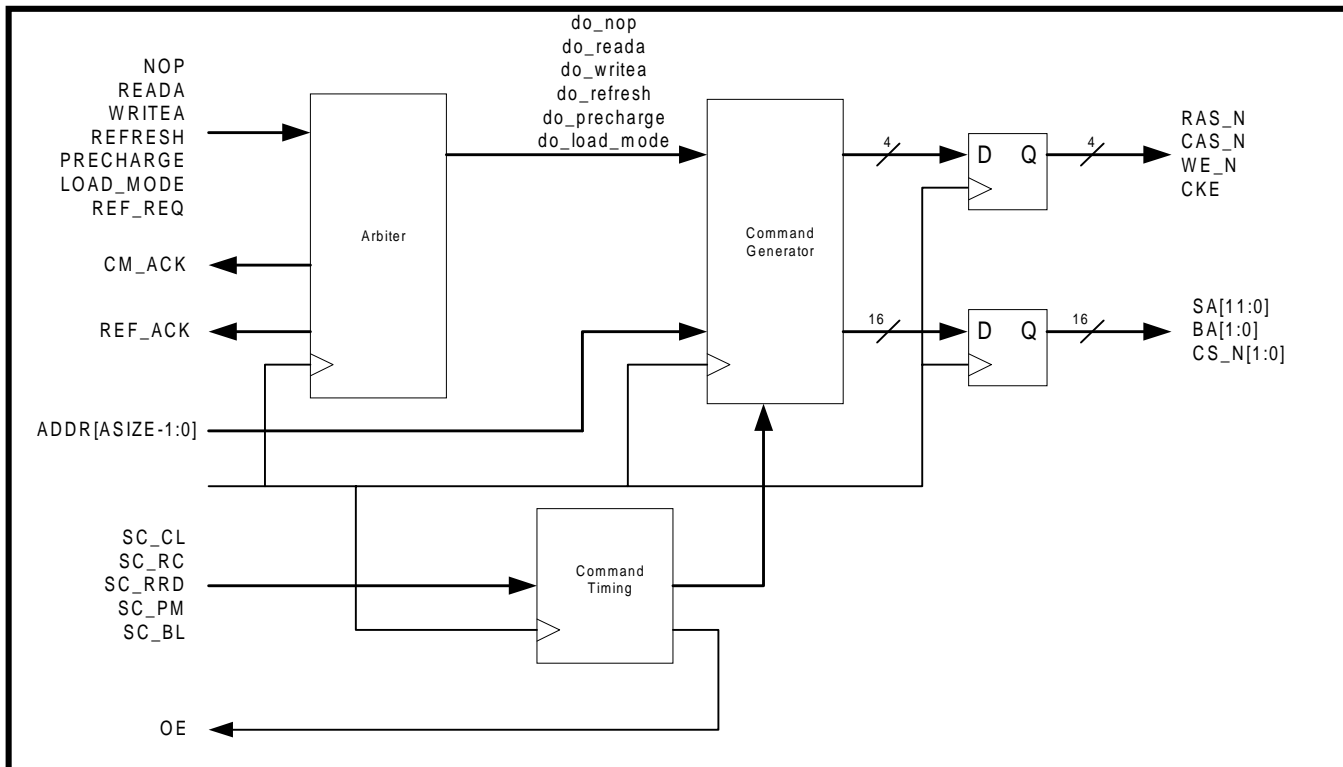 do_nop
do_reada
do_writea
do_refresh
do_precharge
do_load_mode
NOP
READA
WRITEA
REFRESH
PRECHARGE
LOAD_MODE
REF_REQ
CM_ACK
REF_ACK
ADDR[ASIZE-1:0]
Arbiter
Command
Generator
4
D Q
4
RAS_N
CAS_N
WE_N
CKE
16
D Q
16
SA[11:0]
BA[1:0]
CS_N[1:0]
SC_CL
SC_RC
SC_RRD
SC_PM
SC_BL
Command
Timing
OE